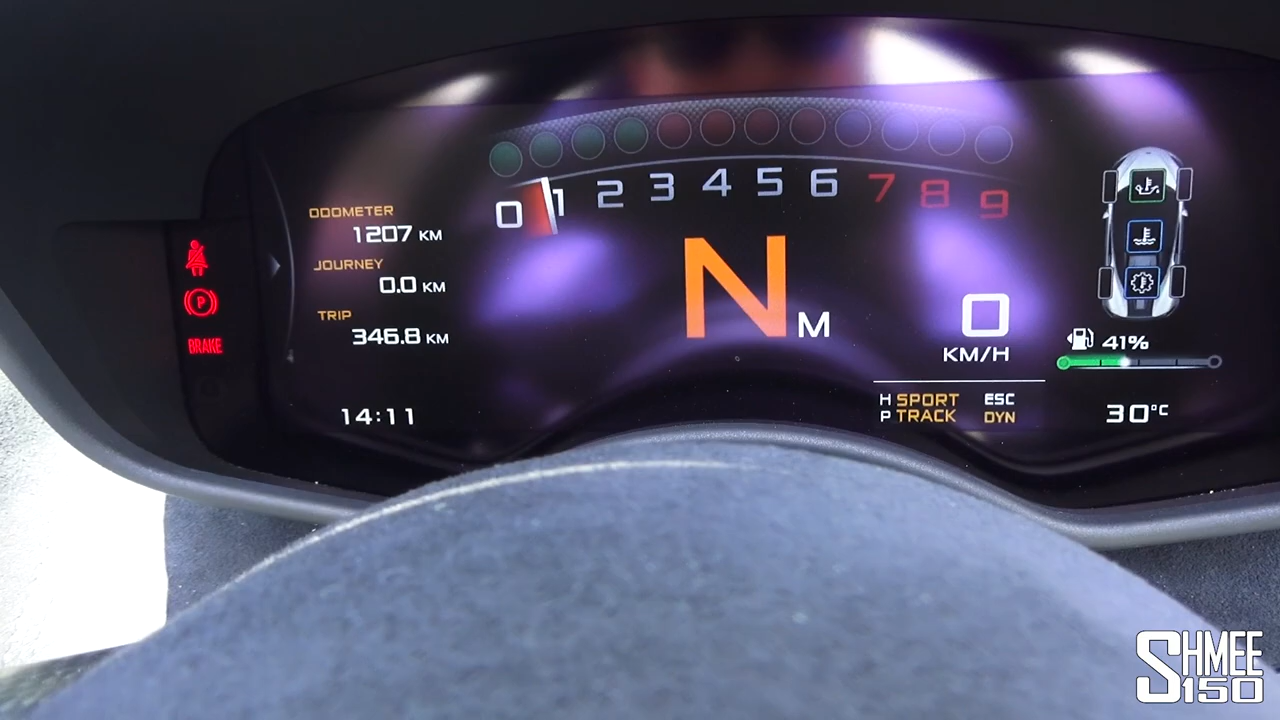 0 1 2 3 4 5 6 7 8 9
ODOMETER
1207 KM
JOURNEY
0.0 KM
TRIP
346.8 KM
14:11
P
BRAKE
N M
0
KM/H
H SPORT ESC
P TRACK DYN
41%
30°C
SHMEE
150